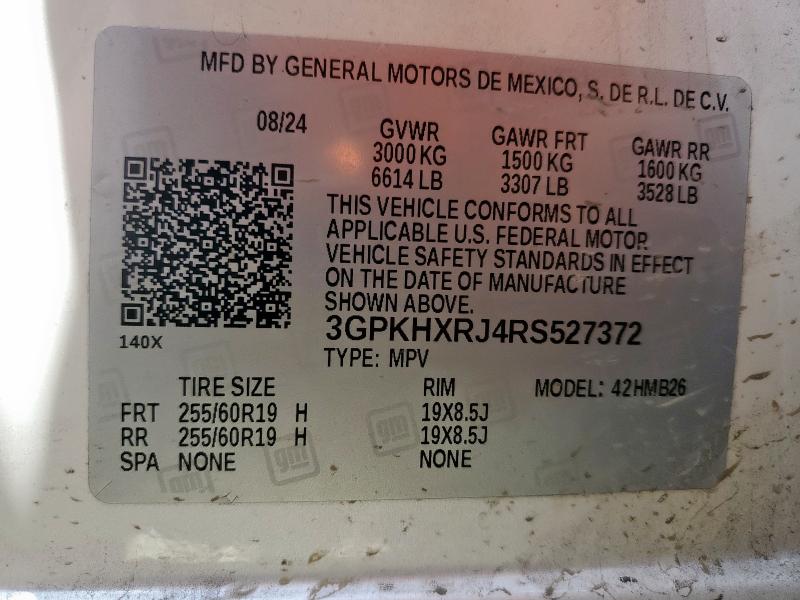 MFD BY GENERAL MOTORS DE MEXICO, S. DE R.L. DE C.V.
08/24 GVWR GAWR FRT GAWR RR
3000 KG 1500 KG 1600 KG
6614 LB 3307 LB 3528 LB
THIS VEHICLE CONFORMS TO ALL
APPLICABLE U.S. FEDERAL MOTOR
VEHICLE SAFETY STANDARDS IN EFFECT
ON THE DATE OF MANUFACTURE
SHOWN ABOVE.
140X
3GPKHXRJ4RS527372
TYPE: MPV
TIRE SIZE RIM MODEL: 42HMB26
FRT 255/60R19 H 19X8.5J
RR 255/60R19 H 19X8.5J
SPA NONE NONE
gm
gm
gm